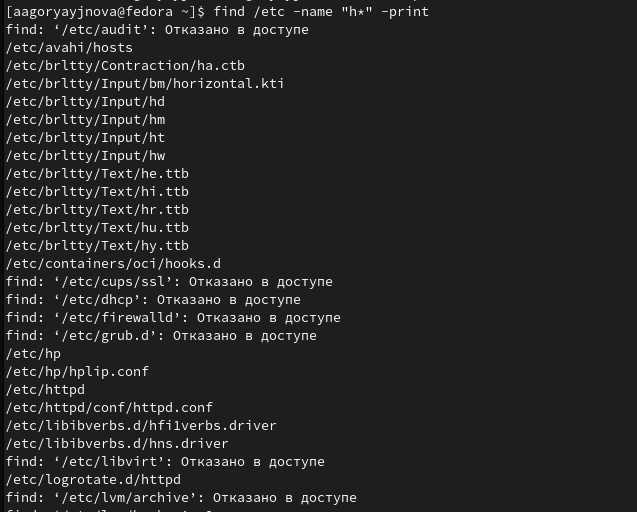 [aagoryayjnova@fedora ~]$ find /etc -name "h*" -print
find: ‘/etc/audit’: Отказано в доступе
/etc/avahi/hosts
/etc/brltty/Contraction/ha.ctb
/etc/brltty/Input/bm/horizontal.kti
/etc/brltty/Input/hd
/etc/brltty/Input/hm
/etc/brltty/Input/ht
/etc/brltty/Input/hw
/etc/brltty/Text/he.ttb
/etc/brltty/Text/hi.ttb
/etc/brltty/Text/hr.ttb
/etc/brltty/Text/hu.ttb
/etc/brltty/Text/hy.ttb
/etc/containers/oci/hooks.d
find: ‘/etc/cups/ssl’: Отказано в доступе
find: ‘/etc/dhcp’: Отказано в доступе
find: ‘/etc/firewalld’: Отказано в доступе
find: ‘/etc/grub.d’: Отказано в доступе
/etc/hp
/etc/hp/hplip.conf
/etc/httpd
/etc/httpd/conf/httpd.conf
/etc/libibverbs.d/hfi1verbs.driver
/etc/libibverbs.d/hns.driver
find: ‘/etc/libvirt’: Отказано в доступе
/etc/logrotate.d/httpd
find: ‘/etc/lvm/archive’: Отказано в доступе